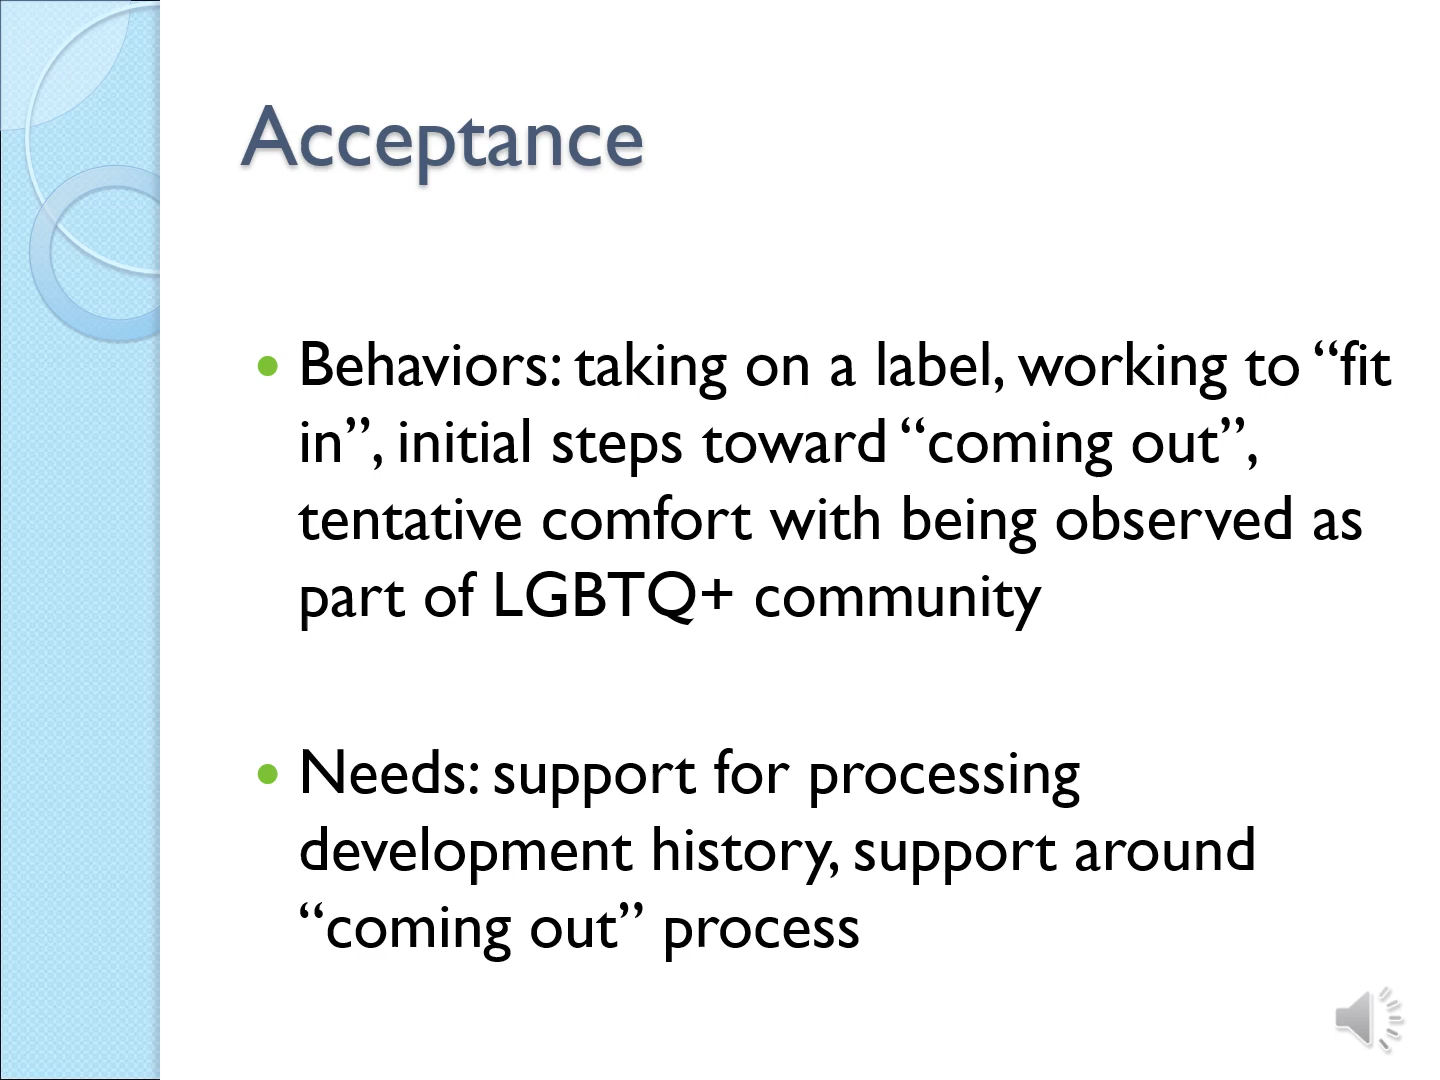 Acceptance
• Behaviors: taking on a label, working to “fit
in”, initial steps toward “coming out”,
tentative comfort with being observed as
part of LGBTQ+ community
• Needs: support for processing
development history, support around
“coming out” process